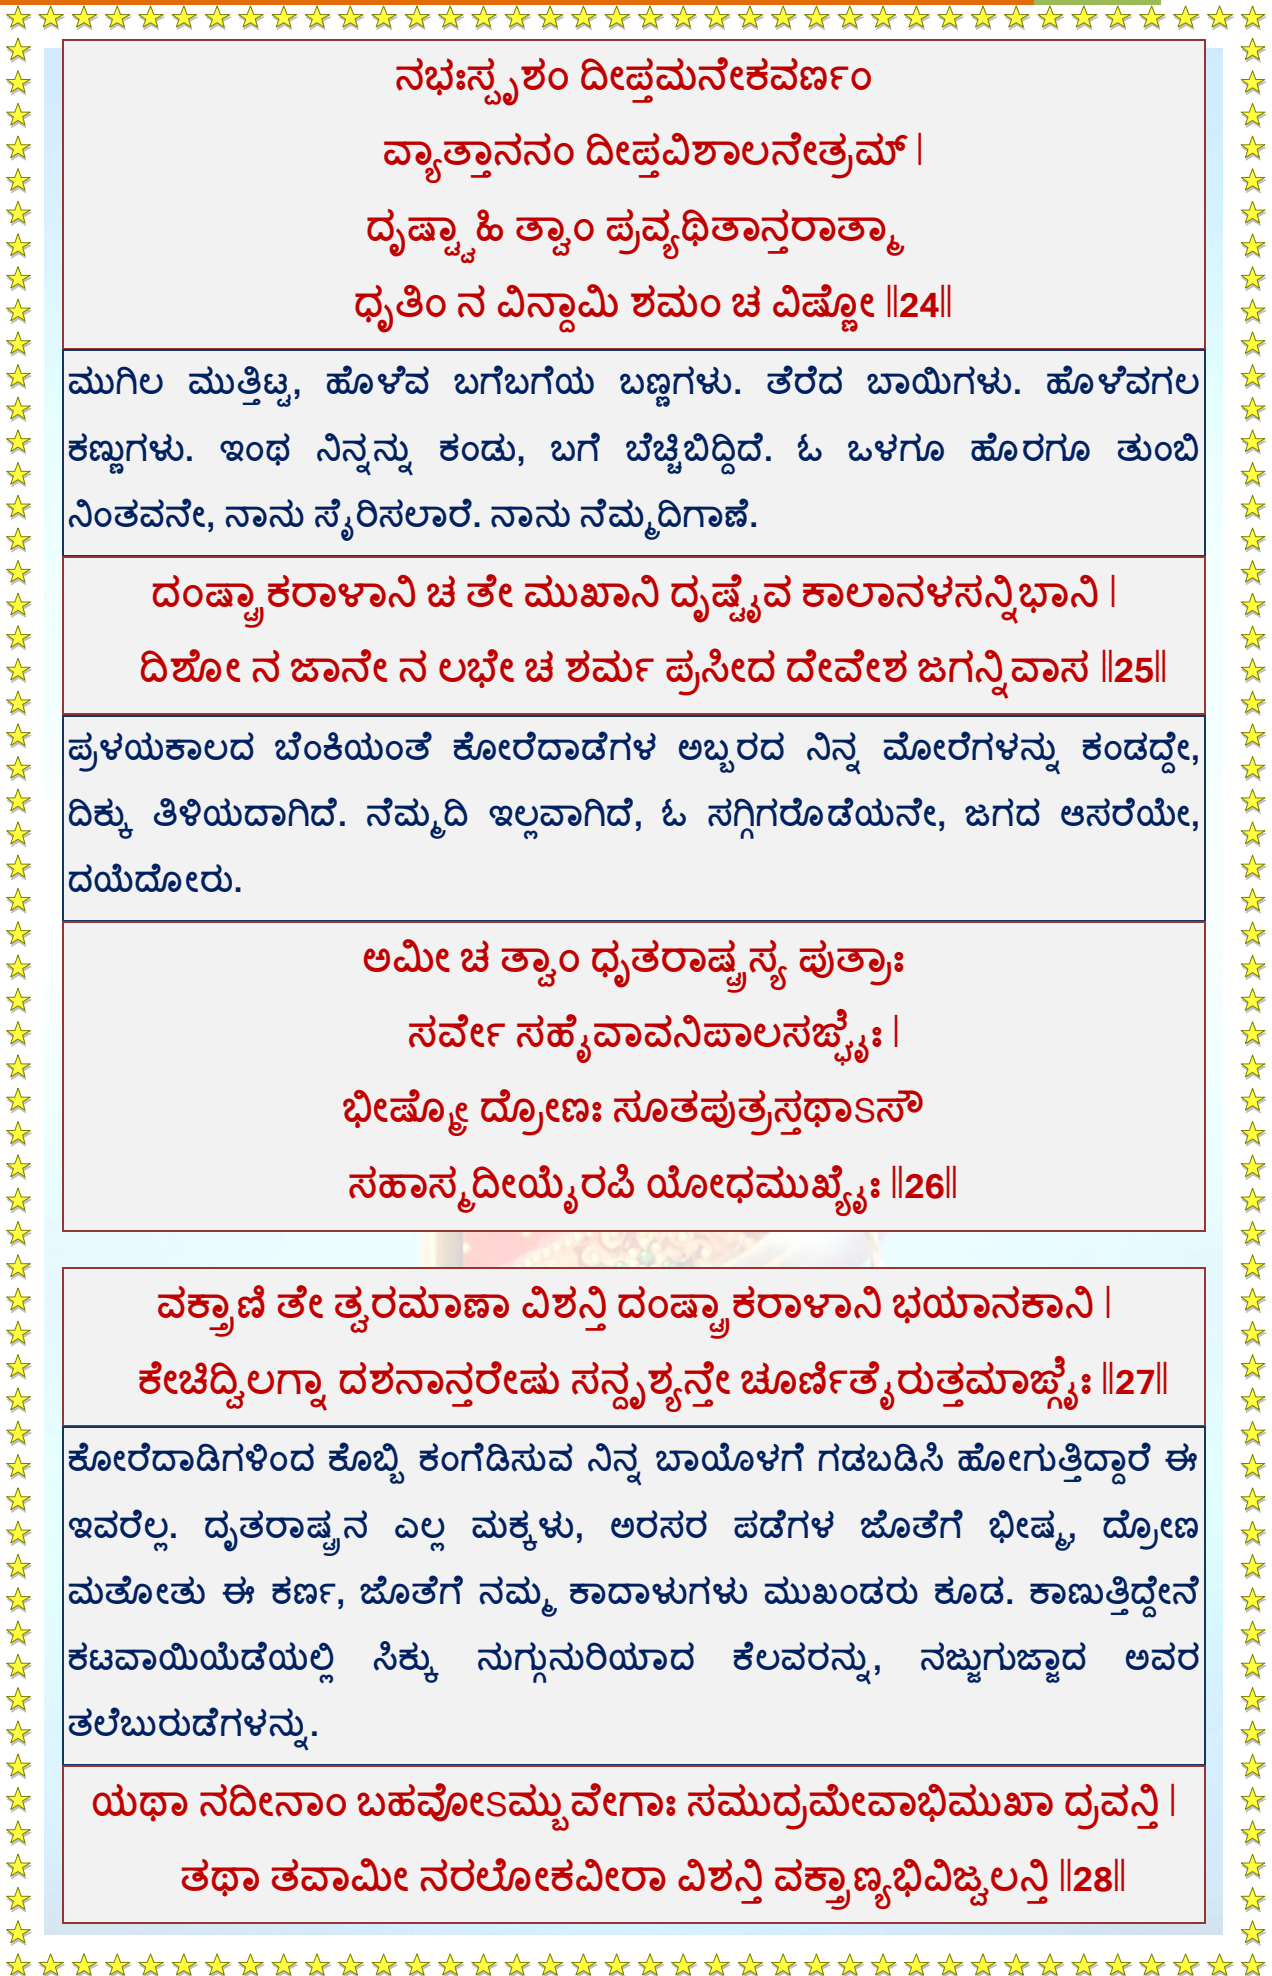 ನಭಃಸ್ಪೃಶಂ ದೀಪ್ತಮನೇಕವರ್ಣಂ
ವ್ಯಾತ್ತಾನನಂ ದೀಪ್ತವಿಶಾಲನೇತ್ರಮ್ |
ದೃಷ್ಟ್ವಾಹಿ ತ್ವಾಂ ಪ್ರವ್ಯಥಿತಾನ್ತರಾತ್ಮಾ
ಧೃತಿಂ ನ ವಿನ್ದಾಮಿ ಶಮಂ ಚ ವಿಷ್ಣೋ ||24||
ಮುಗಿಲ ಮುತ್ತಿಟ್ಟ, ಹೊಳೆವ ಬಗೆಬಗೆಯ ಬಣ್ಣಗಳು. ತೆರೆದ ಬಾಯಿಗಳು. ಹೊಳೆವಗಲ
ಕಣ್ಣುಗಳು. ಇಂಥ ನಿನ್ನನ್ನು ಕಂಡು, ಬಗೆ ಬೆಚ್ಚಿಬಿದ್ದಿದೆ. ಓ ಒಳಗೂ ಹೊರಗೂ ತುಂಬಿ
ನಿಂತವನೇ, ನಾನು ಸೈರಿಸಲಾರೆ. ನಾನು ನೆಮ್ಮದಿಗಾಣೆ.
ದಂಷ್ಟ್ರಾಕರಾಳಾನಿ ಚ ತೇ ಮುಖಾನಿ ದೃಷ್ಟೈವ ಕಾಲಾನಳಸನ್ನಿಭಾನಿ |
ದಿಶೋ ನ ಜಾನೇ ನ ಲಭೇ ಚ ಶರ್ಮ ಪ್ರಸೀದ ದೇವೇಶ ಜಗನ್ನಿವಾಸ ||25||
ಪ್ರಳಯಕಾಲದ ಬೆಂಕಿಯಂತೆ ಕೋರೆದಾಡೆಗಳ ಅಬ್ಬರದ ನಿನ್ನ ಮೋರೆಗಳನ್ನು ಕಂಡದ್ದೇ,
ದಿಕ್ಕು ತಿಳಿಯದಾಗಿದೆ. ನೆಮ್ಮದಿ ಇಲ್ಲವಾಗಿದೆ, ಓ ಸಗ್ಗಿಗರೊಡೆಯನೇ, ಜಗದ ಆಸರೆಯೇ,
ದಯೆದೋರು.
ಅಮೀ ಚ ತ್ವಾಂ ಧೃತರಾಷ್ಟ್ರಸ್ಯ ಪುತ್ರಾಃ
ಸರ್ವೇ ಸಹೈವಾವನಿಪಾಲಸಙ್ಘೈಃ |
ಭೀಷ್ಮೋ ದ್ರೋಣಃ ಸೂತಪುತ್ರಸ್ತಥಾSಸೌ
ಸಹಾಸ್ಮದೀಯೈರಪಿ ಯೋಧಮುಖ್ಯೈಃ ||26||
ವಕ್ತ್ರಾಣಿ ತೇ ತ್ವರಮಾಣಾ ವಿಶನ್ತಿ ದಂಷ್ಟ್ರಾಕರಾಳಾನಿ ಭಯಾನಕಾನಿ |
ಕೇಚಿದ್ವಿಲಗ್ನಾ ದಶನಾನ್ತರೇಷು ಸನ್ದೃಶ್ಯನ್ತೇ ಚೂರ್ಣಿತೈರುತ್ತಮಾಙ್ಗೈಃ ||27||
ಕೋರೆದಾಡಿಗಳಿಂದ ಕೊಬ್ಬಿ ಕಂಗೆಡಿಸುವ ನಿನ್ನ ಬಾಯೊಳಗೆ ಗಡಬಡಿಸಿ ಹೋಗುತ್ತಿದ್ದಾರೆ ಈ
ಇವರೆಲ್ಲ. ದೃತರಾಷ್ಟ್ರನ ಎಲ್ಲ ಮಕ್ಕಳು, ಅರಸರ ಪಡೆಗಳ ಜೊತೆಗೆ ಭೀಷ್ಮ, ದ್ರೋಣ
ಮತೋತು ಈ ಕರ್ಣ, ಜೊತೆಗೆ ನಮ್ಮ ಕಾದಾಳುಗಳು ಮುಖಂಡರು ಕೂಡ. ಕಾಣುತ್ತಿದ್ದೇನೆ
ಕಟವಾಯಿಯೆಡೆಯಲ್ಲಿ ಸಿಕ್ಕು ನುಗ್ಗುನುರಿಯಾದ ಕೆಲವರನ್ನು, ನಜ್ಜುಗುಜ್ಜಾದ ಅವರ
ತಲೆಬುರುಡೆಗಳನ್ನು.
ಯಥಾ ನದೀನಾಂ ಬಹವೋSಮ್ಬುವೇಗಾಃ ಸಮುದ್ರಮೇವಾಭಿಮುಖಾ ದ್ರವನ್ತಿ |
ತಥಾ ತವಾಮೀ ನರಲೋಕವೀರಾ ವಿಶನ್ತಿ ವಕ್ತ್ರಾಣ್ಯಭಿವಿಜ್ವಲನ್ತಿ ||28||